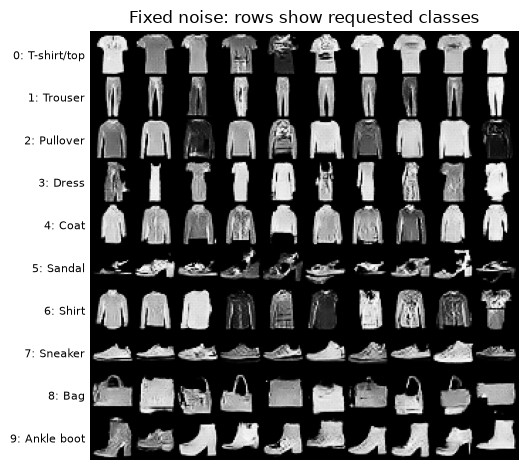 Fixed noise: rows show requested classes
0: T-shirt/top
1: Trouser
2: Pullover
3: Dress
4: Coat
5: Sandal
6: Shirt
7: Sneaker
8: Bag
9: Ankle boot